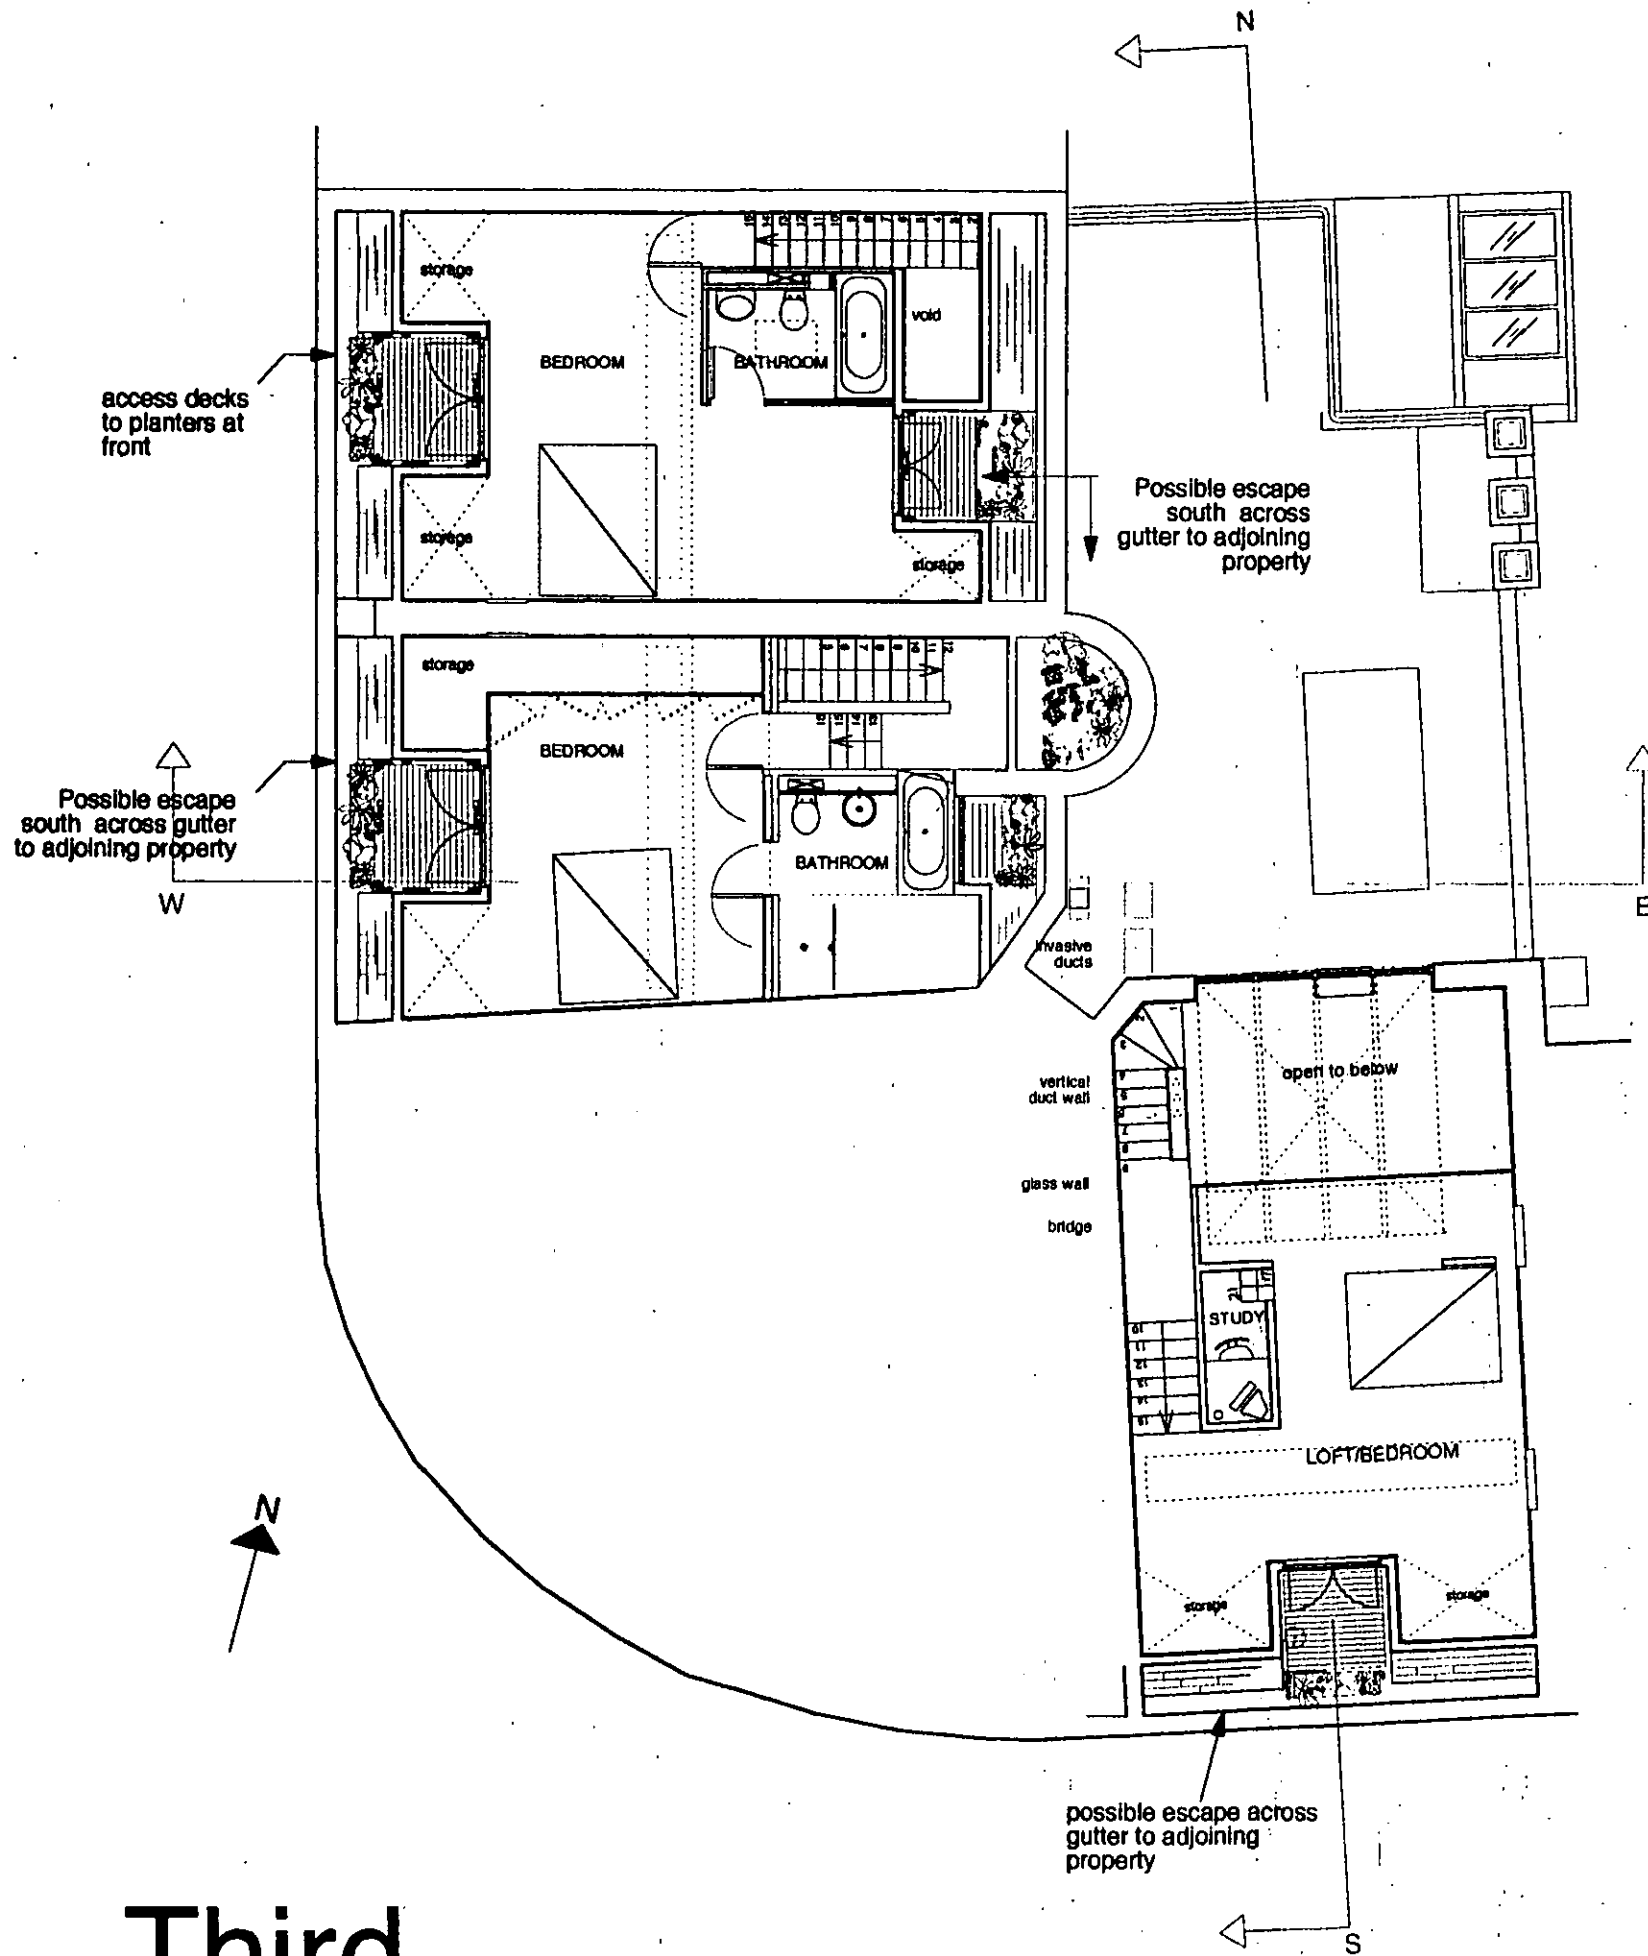 N
storage
void
BEDROOM
BATHROOM
access decks
to planters at
front
Possible escape
south across
gutter to adjoining
property
storage
storage
storage
BEDROOM
Possible escape
south across gutter
to adjoining property
BATHROOM
W
E
invasive
ducts
open to below
vertical
duct wall
glass wall
bridge
STUDY
LOFT/BEDROOM
N
storage
storage
possible escape across
gutter to adjoining
property
S
Third